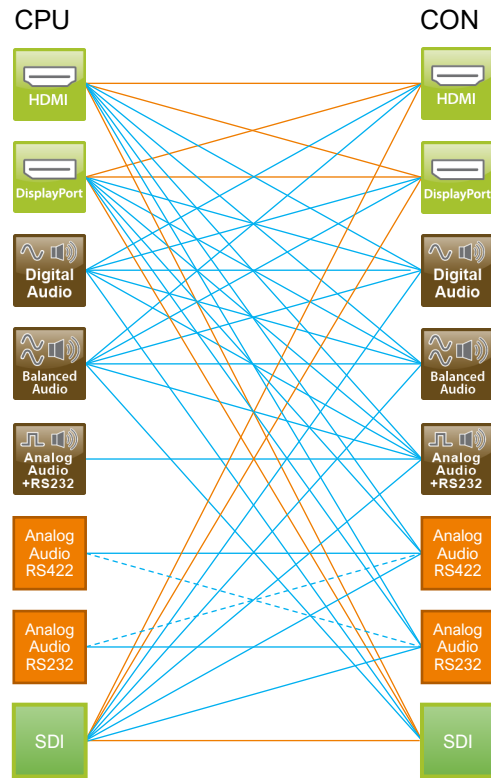 CPU
CON
HDMI
HDMI
DisplayPort
DisplayPort
Digital
Audio
Digital
Audio
Balanced
Audio
Balanced
Audio
Analog
Audio
+RS232
Analog
Audio
+RS232
Analog
Audio
RS422
Analog
Audio
RS422
Analog
Audio
RS232
Analog
Audio
RS232
SDI
SDI